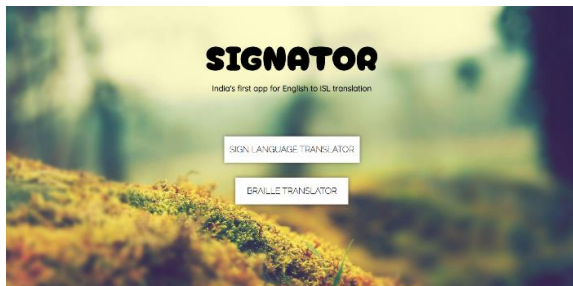 SIGNATOR
India's first app for English to ISL translation
SIGN LANGUAGE TRANSLATOR
BRAILLE TRANSLATOR